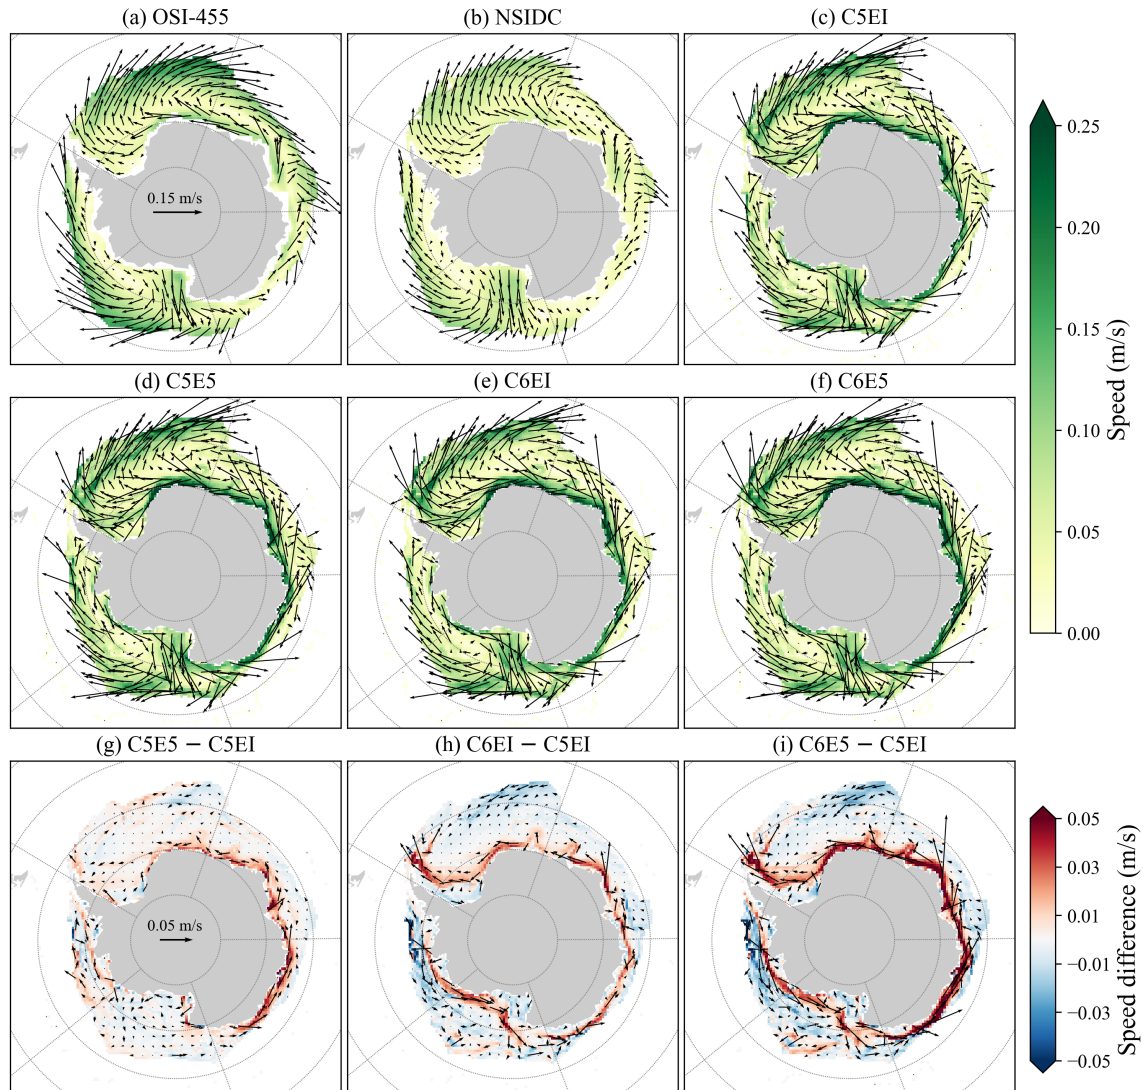 (a) OSI-455
(b) NSIDC
(c) C5EI
0.15 m/s
0.25
0.20
0.15
0.10
0.05
0.00
Speed (m/s)
(d) C5E5
(e) C6EI
(f) C6E5
(g) C5E5 − C5EI
(h) C6EI − C5EI
(i) C6E5 − C5EI
0.05 m/s
0.05
0.03
0.01
−0.01
−0.03
−0.05
Speed difference (m/s)